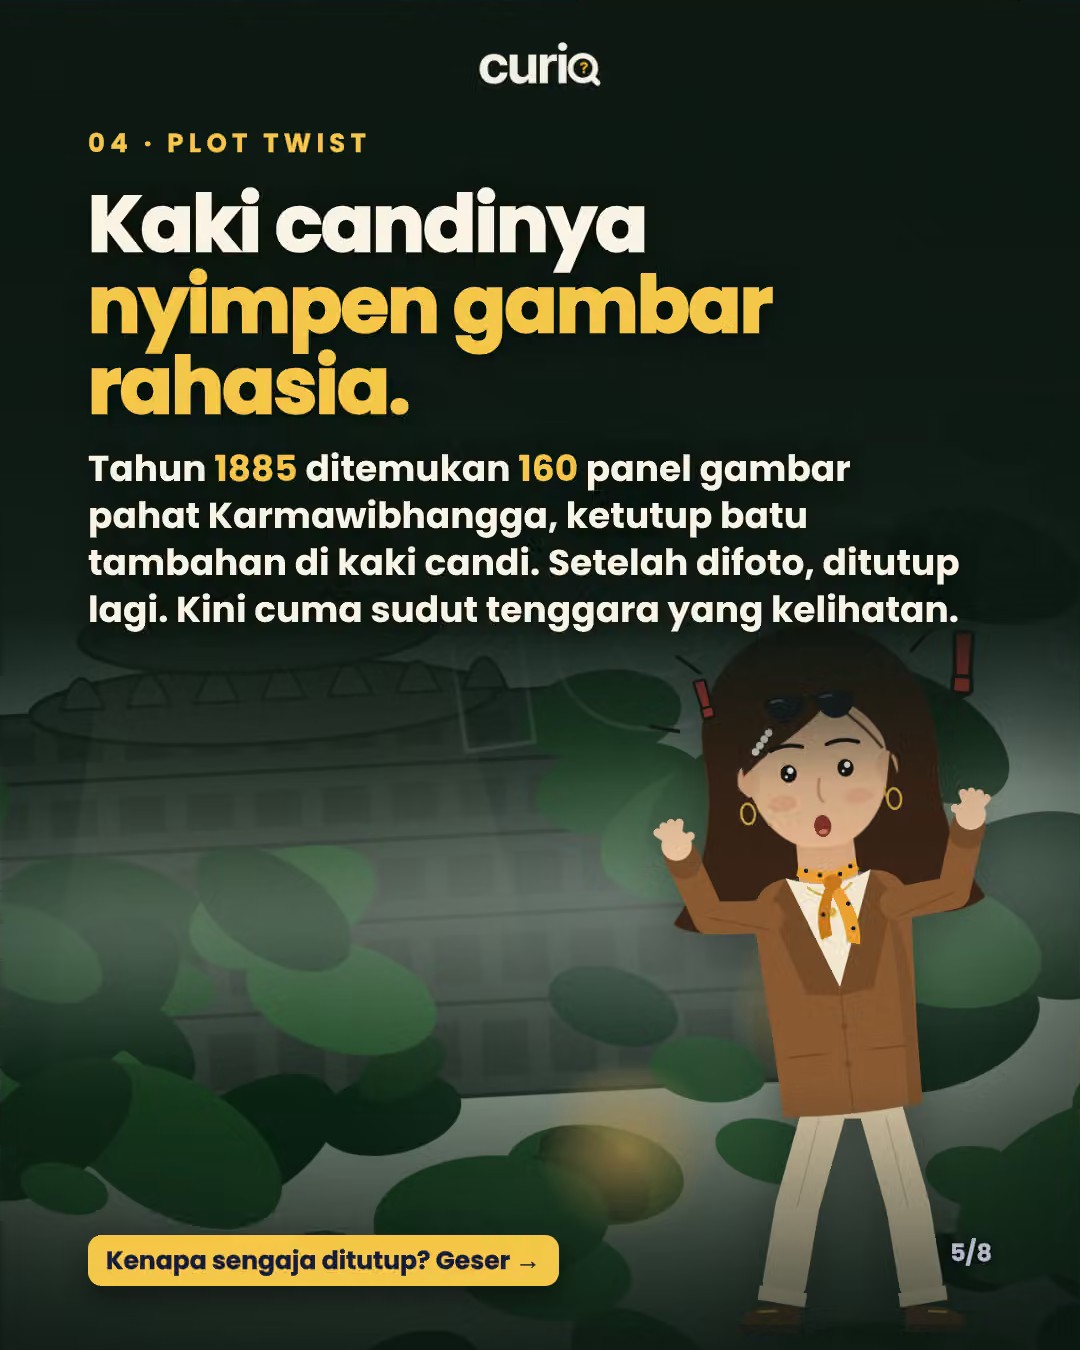 curiq
04 · PLOT TWIST
Kaki candinya
nyimpen gambar
rahasia.
Tahun 1885 ditemukan 160 panel gambar
pahat Karmawibhangga, ketutup batu
tambahan di kaki candi. Setelah difoto, ditutup
lagi. Kini cuma sudut tenggara yang kelihatan.
Kenapa sengaja ditutup? Geser →
5/8